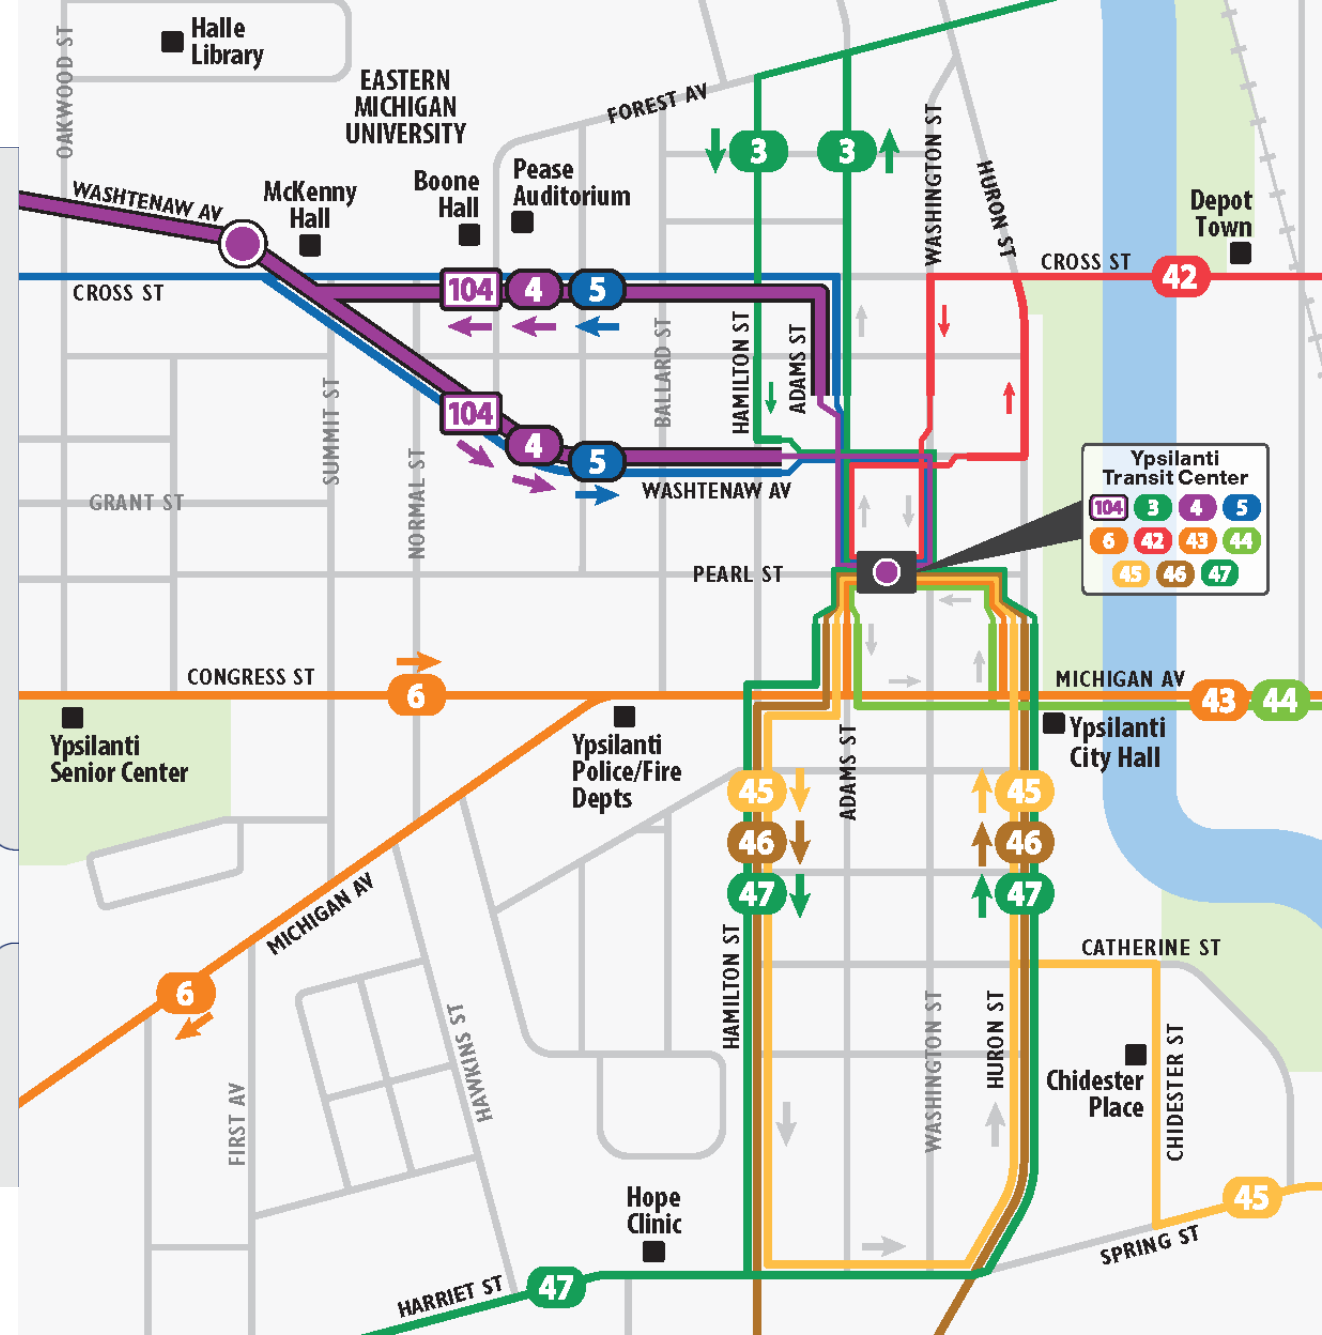 Halle
Library
OAKWOOD ST
EASTERN
MICHIGAN
UNIVERSITY
FOREST AV
3
3
WASHINGTON ST
HURON ST
Pease
Auditorium
Boone
Hall
McKenny
Hall
WASHTENAW AV
Depot
Town
CROSS ST
42
CROSS ST
104
4
5
HAMILTON ST
ADAMS ST
BALLARD ST
SUMMIT ST
NORMAL ST
104
4
5
WASHTENAW AV
GRANT ST
Ypsilanti
Transit Center
104 3 4 5
6 42 43 44
45 46 47
PEARL ST
CONGRESS ST
6
MICHIGAN AV
43
44
Ypsilanti
Senior Center
Ypsilanti
Police/Fire
Depts
Ypsilanti
City Hall
ADAMS ST
45
45
46
46
47
47
MICHIGAN AV
6
HAMILTON ST
CATHERINE ST
HAWKINS ST
WASHINGTON ST
HURON ST
FIRST AV
Chidester
Place
CHIDESTER ST
45
Hope
Clinic
SPRING ST
HARRIET ST
47